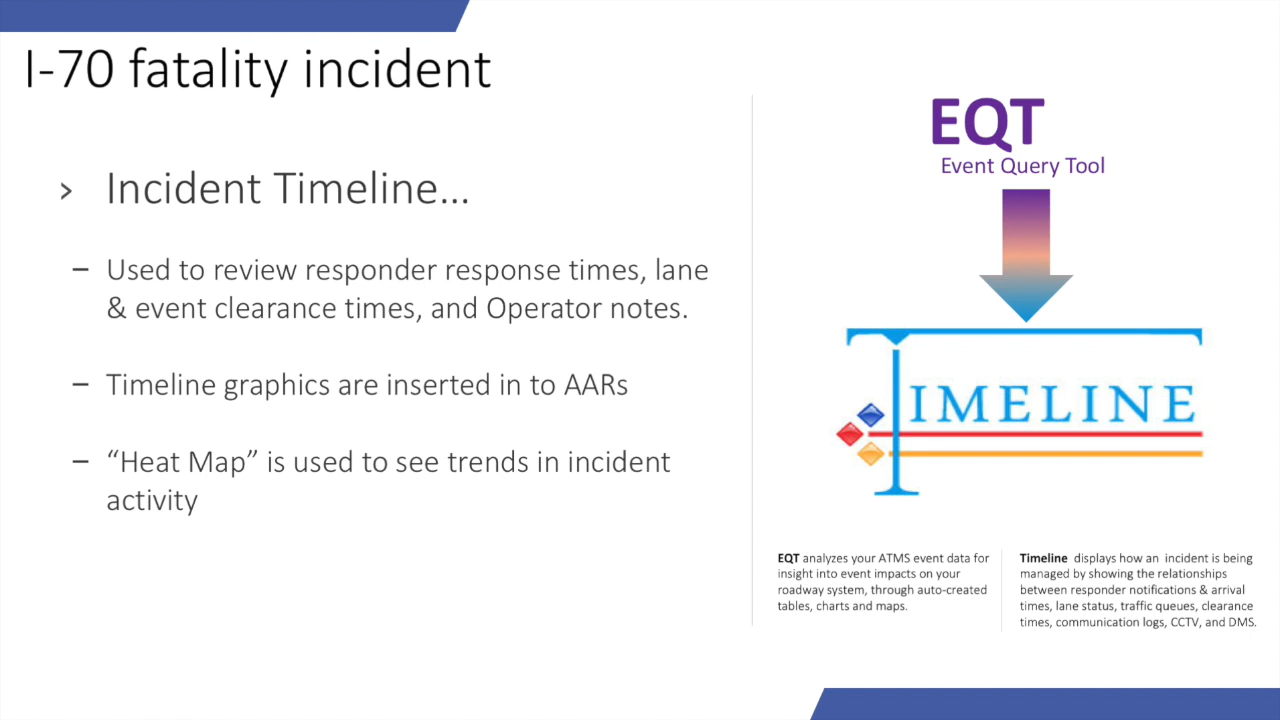 I-70 fatality incident
› Incident Timeline...
– Used to review responder response times, lane
& event clearance times, and Operator notes.
– Timeline graphics are inserted in to AARs
– “Heat Map” is used to see trends in incident
activity
EQT
Event Query Tool
TIMELINE
EQT analyzes your ATMS event data for
insight into event impacts on your
roadway system, through auto-created
tables, charts and maps.
Timeline displays how an incident is being
managed by showing the relationships
between responder notifications & arrival
times, lane status, traffic queues, clearance
times, communication logs, CCTV, and DMS.